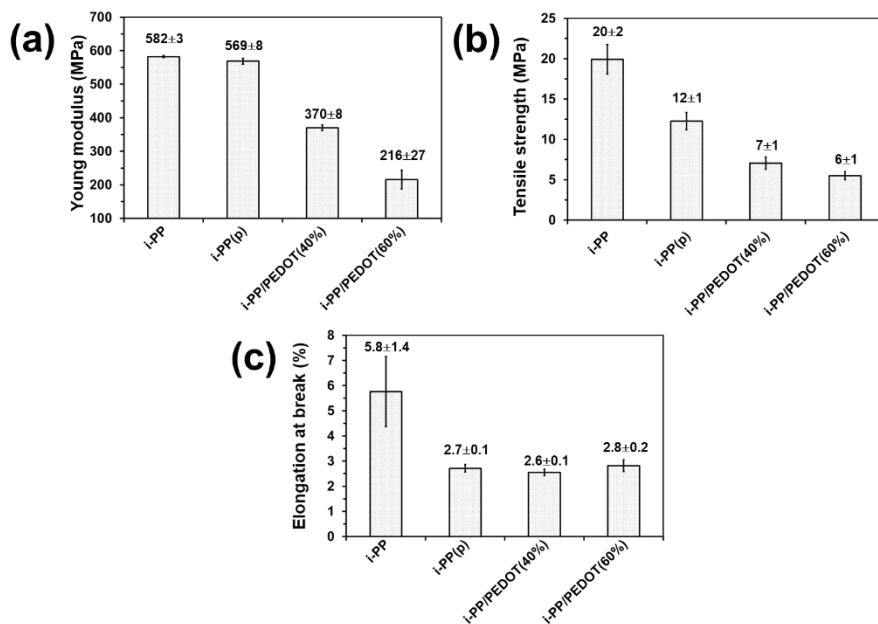 (a)
Young modulus (MPa)
700
600
500
400
300
200
100
582±3
569±8
370±8
216±27
i-PP
i-PP(p)
i-PP/PEDOT(40%)
i-PP/PEDOT(60%)
(b)
Tensile strength (MPa)
25
20
15
10
5
0
20±2
12±1
7±1
6±1
i-PP
i-PP(p)
i-PP/PEDOT(40%)
i-PP/PEDOT(60%)
(c)
Elongation at break (%)
8
7
6
5
4
3
2
1
0
5.8±1.4
2.7±0.1
2.6±0.1
2.8±0.2
i-PP
i-PP(p)
i-PP/PEDOT(40%)
i-PP/PEDOT(60%)